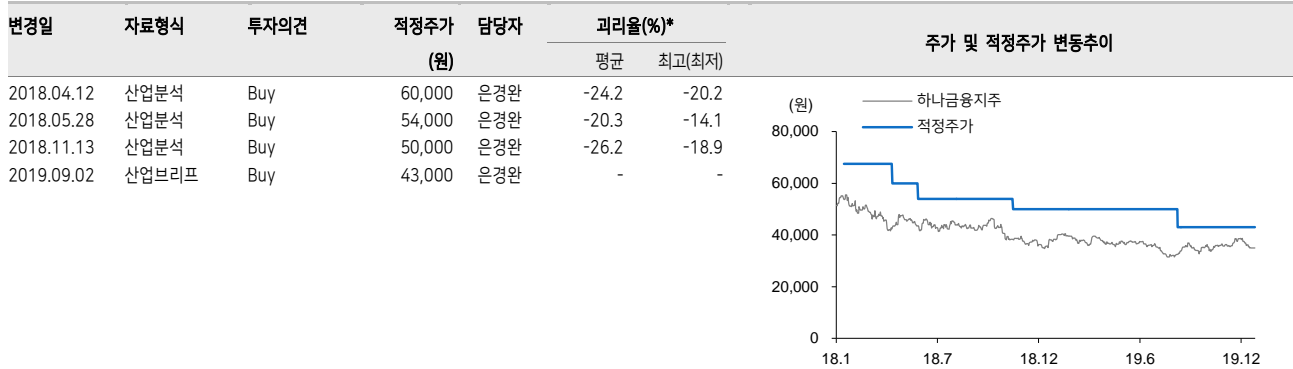 변경일 자료형식 투자의견 적정주가 담당자 괴리율(%)* 주가 및 적정주가 변동추이
(원) 평균 최고(최저)
2018.04.12 산업분석 Buy 60,000 은경완 -24.2 -20.2
2018.05.28 산업분석 Buy 54,000 은경완 -20.3 -14.1
2018.11.13 산업분석 Buy 50,000 은경완 -26.2 -18.9
2019.09.02 산업브리프 Buy 43,000 은경완 - -
(원)
하나금융지주
적정주가
80,000
60,000
40,000
20,000
0
18.1 18.7 18.12 19.6 19.12